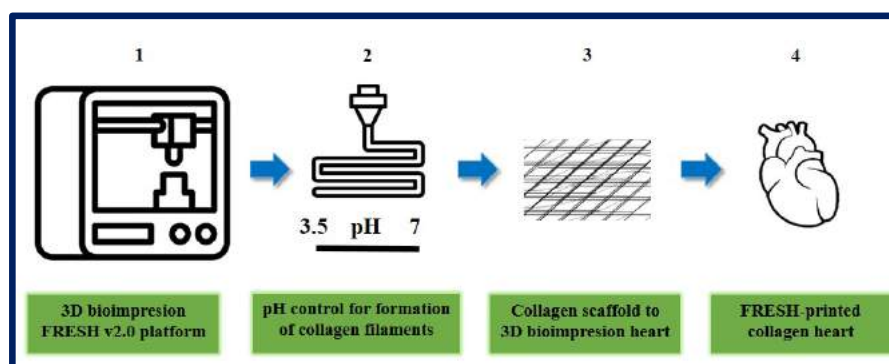 1
2
3
4
3.5 pH 7
3D bioimpresion
FRESH v2.0 platform
pH control for formation
of collagen filaments
Collagen scaffold to
3D bioimpresion heart
FRESH-printed
collagen heart